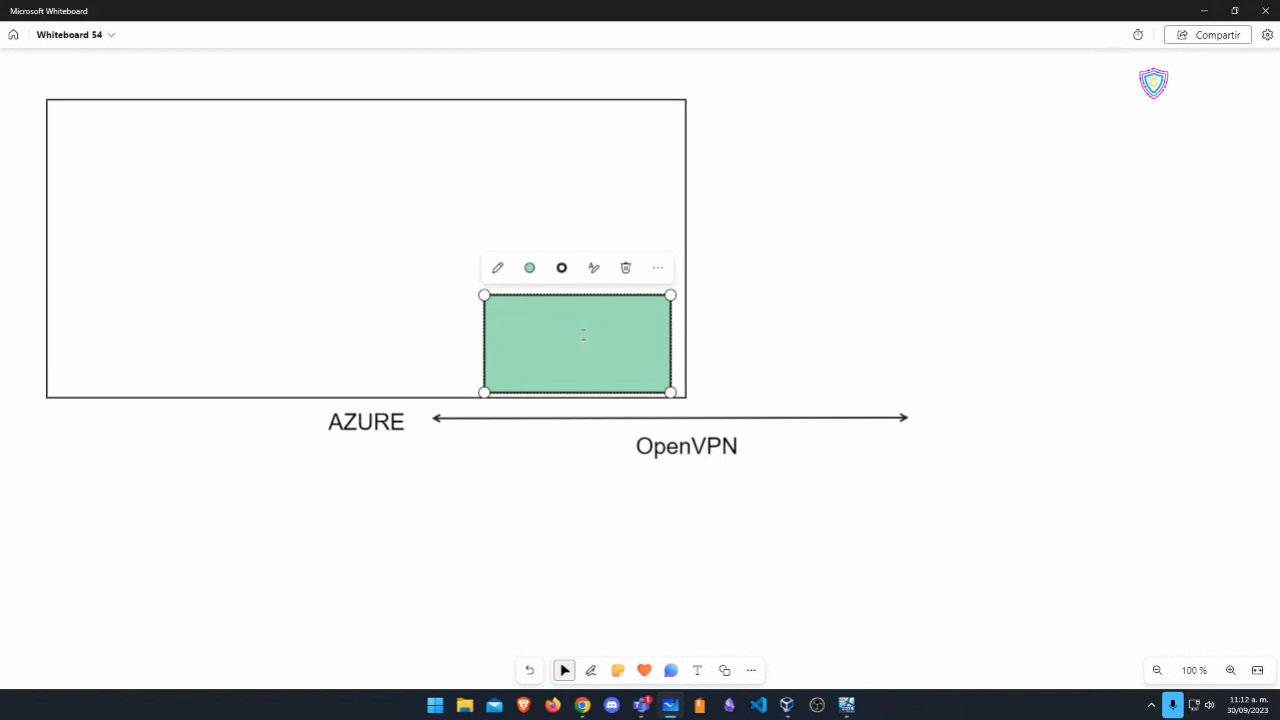 Microsoft Whiteboard
Whiteboard 54
Compartir
AZURE
OpenVPN
100 %
11:12 a. m.
30/09/2023